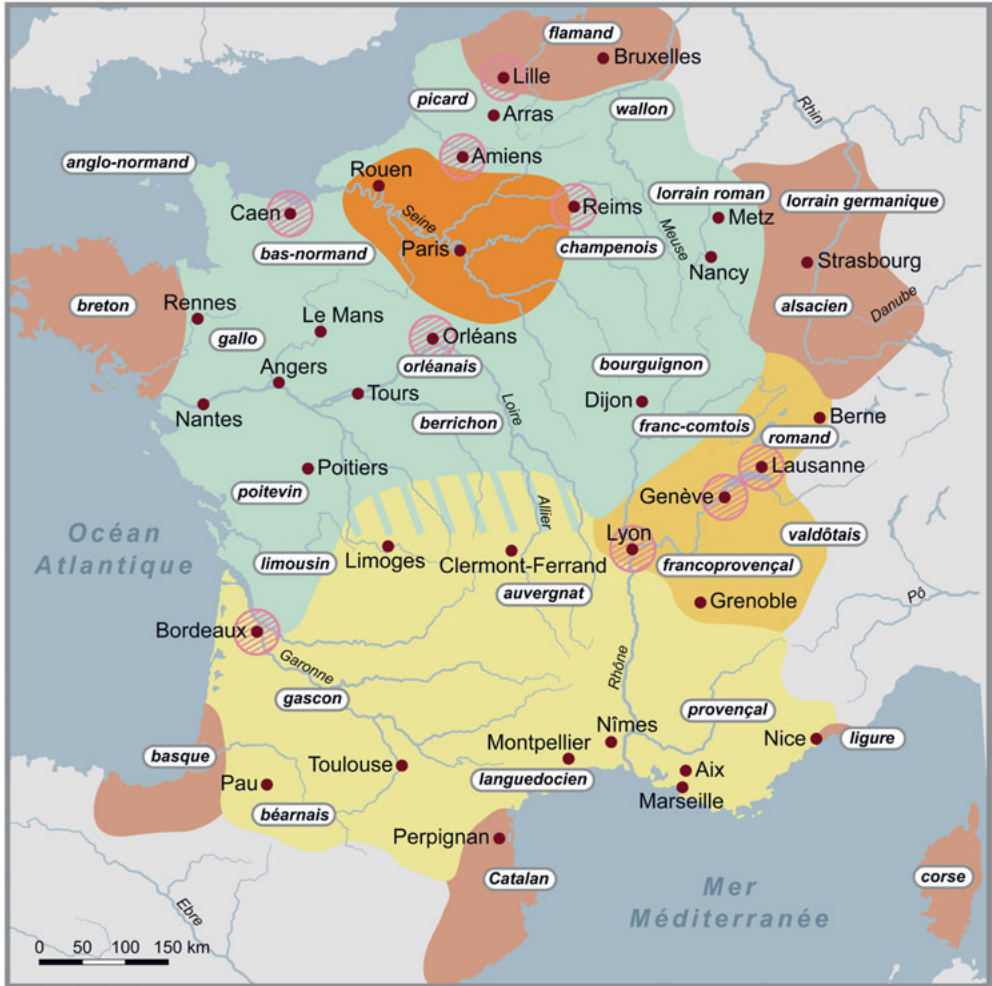 flamand
Bruxelles
Lille
picard
Arras
wallon
Rhin
anglo-normand
Amiens
Rouen
Caen
Seine
Reims
lorrain roman
lorrain germanique
Metz
bas-normand
Paris
champenois
Meuse
Nancy
Strasbourg
breton
Rennes
Le Mans
gallo
Orléans
alsacien
Danube
orléanais
bourguignon
Angers
Tours
Loire
Dijon
Nantes
berrichon
franc-comtois
Berne
romand
Poitiers
Lausanne
poitevin
Genève
Allier
Océan
Atlantique
Lyon
valdôtais
limousin
Limoges
Clermont-Ferrand
francoprovençal
auvergnat
Grenoble
Pô
Bordeaux
Garonne
Rhône
gascon
provençal
Nîmes
Nice
ligure
basque
Toulouse
Montpellier
Pau
languedocien
Aix
Marseille
béarnais
Perpignan
Catalan
Mer
Méditerranée
corse
Ebre
0 50 100 150 km